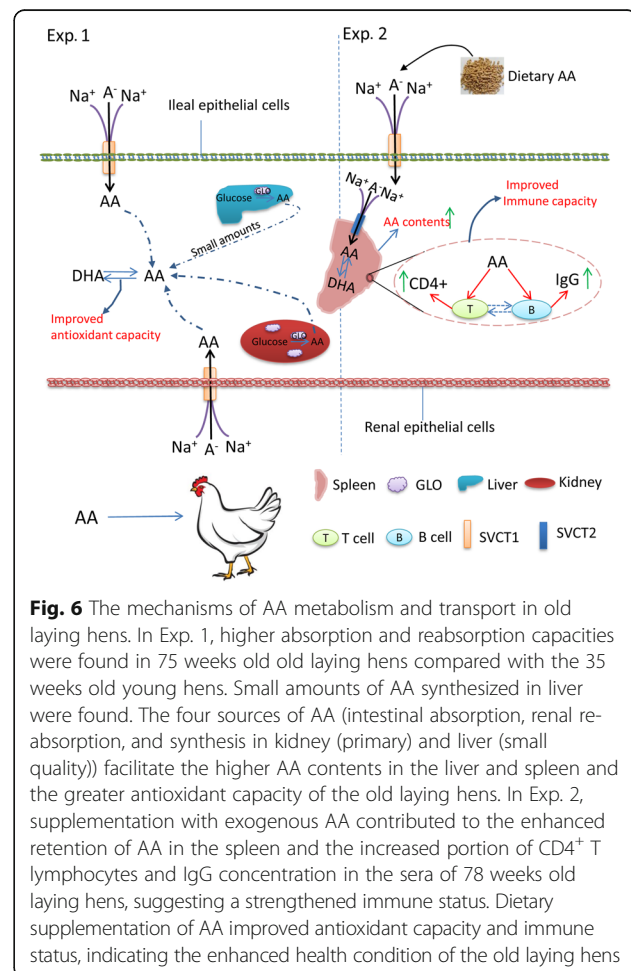 Exp. 1
Exp. 2
Na⁺ A⁻ Na⁺
Na⁺ A⁻ Na⁺
Dietary AA
Ileal epithelial cells
AA
Na⁺A⁻Na⁺
Improved
Immune capacity
Glucose GLO AA
Small amounts
AA contents
AA
DHA
AA
CD4+
IgG
T
B
DHA AA
Improved
antioxidant capacity
Glucose GLO AA
AA
Na⁺ A⁻ Na⁺
Renal epithelial cells
Spleen GLO Liver Kidney
AA
T T cell B B cell SVCT1 SVCT2
Fig. 6 The mechanisms of AA metabolism and transport in old
laying hens. In Exp. 1, higher absorption and reabsorption capacities
were found in 75 weeks old old laying hens compared with the 35
weeks old young hens. Small amounts of AA synthesized in liver
were found. The four sources of AA (intestinal absorption, renal re-
absorption, and synthesis in kidney (primary) and liver (small
quality)) facilitate the higher AA contents in the liver and spleen and
the greater antioxidant capacity of the old laying hens. In Exp. 2,
supplementation with exogenous AA contributed to the enhanced
retention of AA in the spleen and the increased portion of CD4⁺ T
lymphocytes and IgG concentration in the sera of 78 weeks old
laying hens, suggesting a strengthened immune status. Dietary
supplementation of AA improved antioxidant capacity and immune
status, indicating the enhanced health condition of the old laying hens